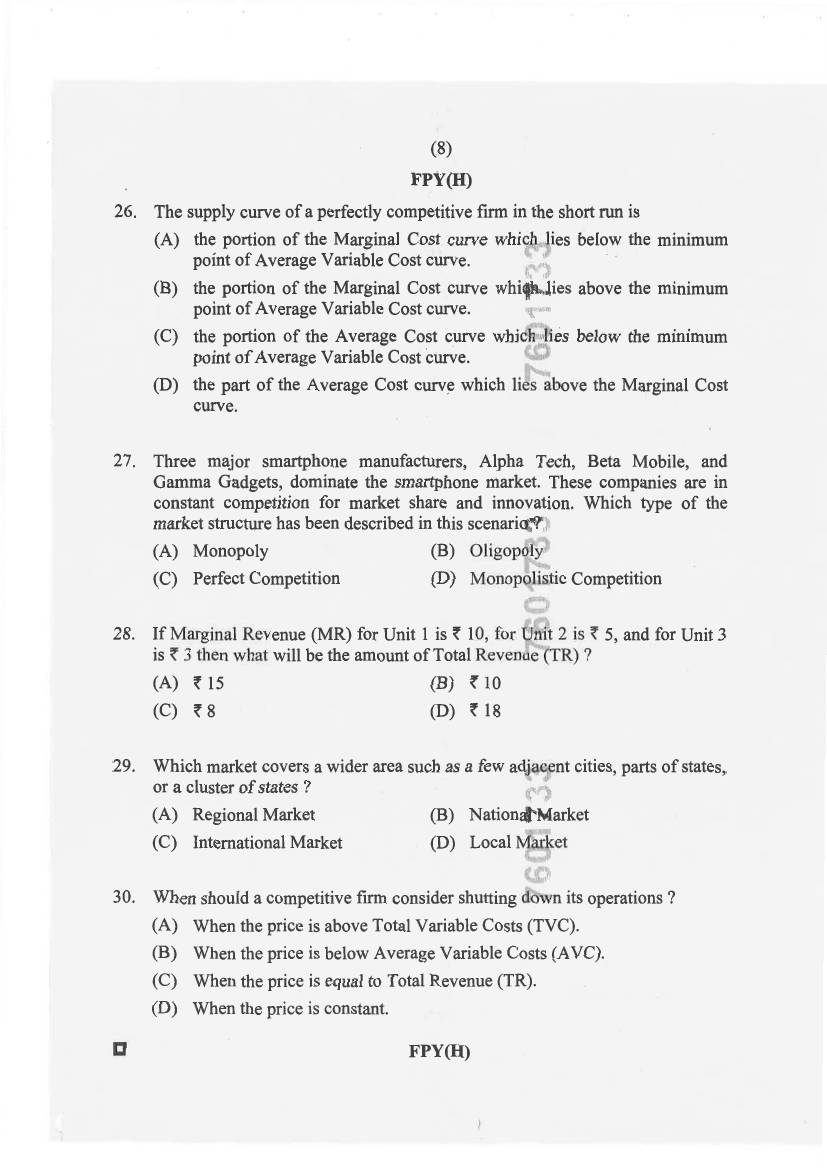 (8)
FPY(H)
26. The supply curve of a perfectly competitive firm in the short run is
(A) the portion of the Marginal Cost curve which lies below the minimum
point of Average Variable Cost curve.
(B) the portion of the Marginal Cost curve which lies above the minimum
point of Average Variable Cost curve.
(C) the portion of the Average Cost curve which lies below the minimum
point of Average Variable Cost curve.
(D) the part of the Average Cost curve which lies above the Marginal Cost
curve.
27. Three major smartphone manufacturers, Alpha Tech, Beta Mobile, and
Gamma Gadgets, dominate the smartphone market. These companies are in
constant competition for market share and innovation. Which type of the
market structure has been described in this scenario ?
(A) Monopoly (B) Oligopoly
(C) Perfect Competition (D) Monopolistic Competition
28. If Marginal Revenue (MR) for Unit 1 is ₹ 10, for Unit 2 is ₹ 5, and for Unit 3
is ₹ 3 then what will be the amount of Total Revenue (TR) ?
(A) ₹ 15 (B) ₹ 10
(C) ₹ 8 (D) ₹ 18
29. Which market covers a wider area such as a few adjacent cities, parts of states,
or a cluster of states ?
(A) Regional Market (B) National Market
(C) International Market (D) Local Market
30. When should a competitive firm consider shutting down its operations ?
(A) When the price is above Total Variable Costs (TVC).
(B) When the price is below Average Variable Costs (AVC).
(C) When the price is equal to Total Revenue (TR).
(D) When the price is constant.
FPY(H)
7601733
7601733
7601733